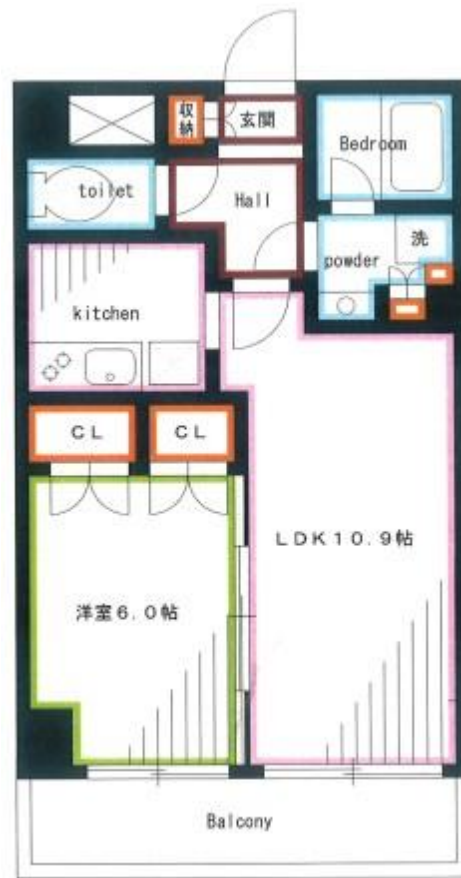 収納
玄関
Bedroom
toilet
Hall
洗
powder
kitchen
CL
CL
LDK10.9帖
洋室6.0帖
Balcony